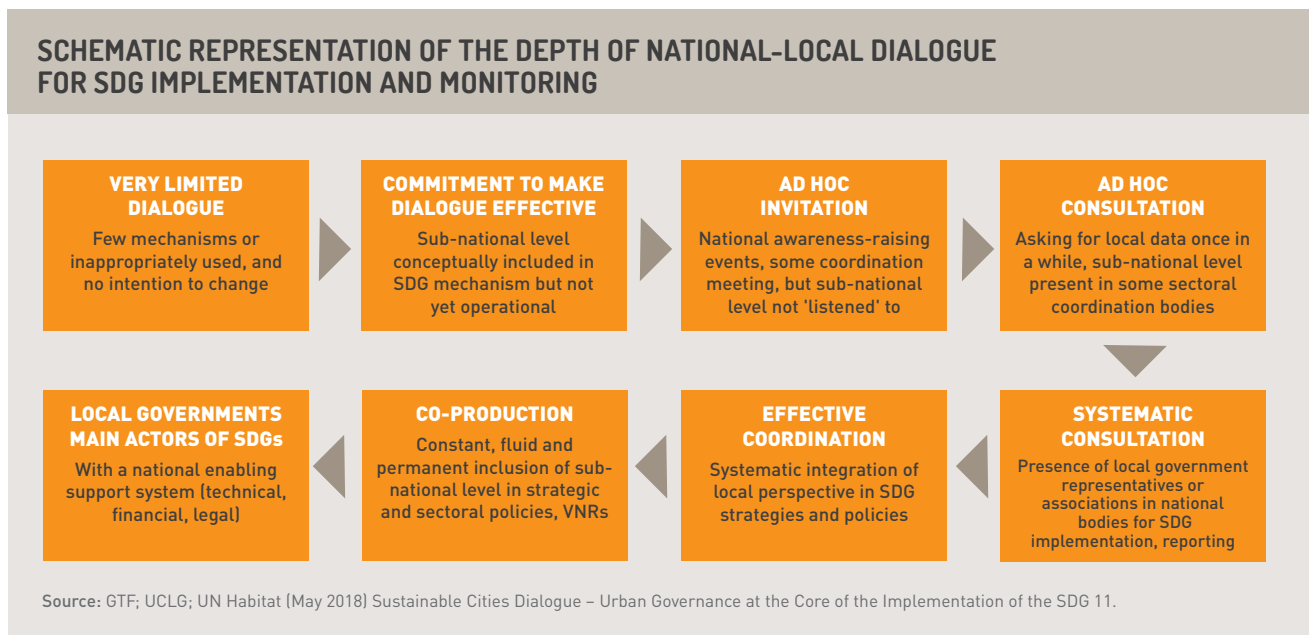 SCHEMATIC REPRESENTATION OF THE DEPTH OF NATIONAL-LOCAL DIALOGUE
FOR SDG IMPLEMENTATION AND MONITORING
VERY LIMITED
DIALOGUE
Few mechanisms or
inappropriately used, and
no intention to change
COMMITMENT TO MAKE
DIALOGUE EFFECTIVE
Sub-national level
conceptually included in
SDG mechanism but not
yet operational
AD HOC
INVITATION
National awareness-raising
events, some coordination
meeting, but sub-national
level not 'listened' to
AD HOC
CONSULTATION
Asking for local data once in
a while, sub-national level
present in some sectoral
coordination bodies
SYSTEMATIC
CONSULTATION
Presence of local government
representatives or
associations in national
bodies for SDG
implementation, reporting
EFFECTIVE
COORDINATION
Systematic integration of
local perspective in SDG
strategies and policies
CO-PRODUCTION
Constant, fluid and
permanent inclusion of sub-
national level in strategic
and sectoral policies, VNRs
LOCAL GOVERNMENTS
MAIN ACTORS OF SDGs
With a national enabling
support system (technical,
financial, legal)
Source: GTF; UCLG; UN Habitat (May 2018) Sustainable Cities Dialogue – Urban Governance at the Core of the Implementation of the SDG 11.